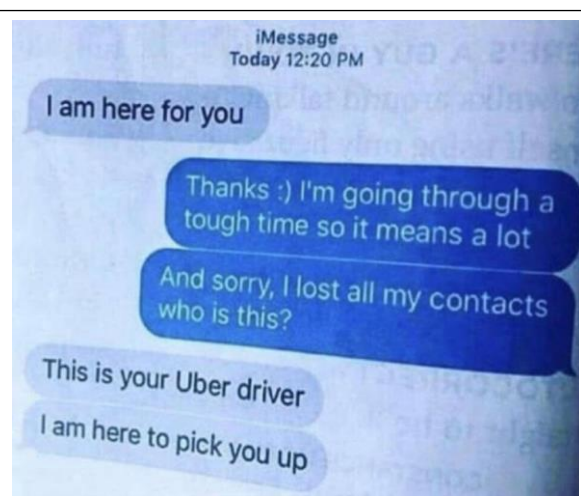 iMessage
Today 12:20 PM
I am here for you
Thanks :) I'm going through a
tough time so it means a lot
And sorry, I lost all my contacts
who is this?
This is your Uber driver
I am here to pick you up